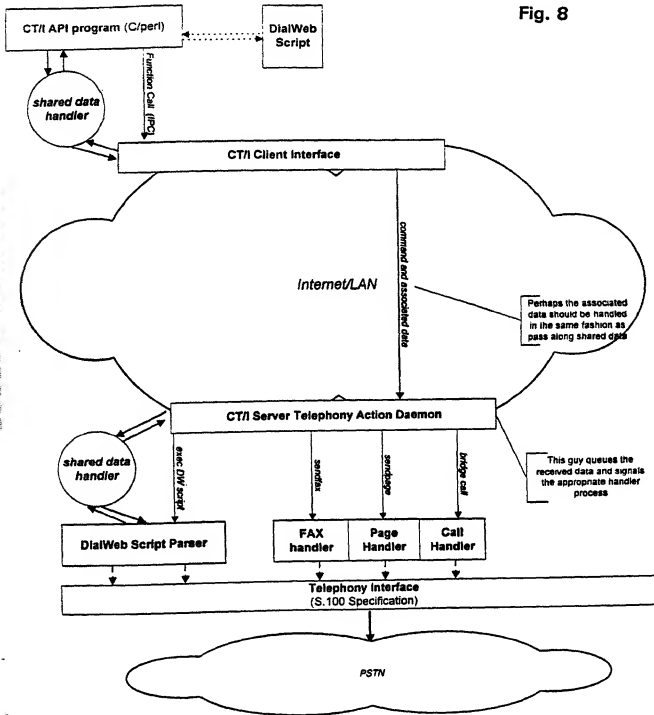 Fig. 8
CT/I API program (C/perl)
DialWeb
Script
Function Call (IPC)
shared data
handler
CT/I Client Interface
command and associated data
Internet/LAN
Perhaps the associated
data should be handled
in the same fashion as
pass along shared data
CT/I Server Telephony Action Daemon
shared data
handler
exec DW script
sendfax
sendpage
bridge call
This guy queues the
received data and signals
the appropriate handler
process
DialWeb Script Parser
FAX
handler
Page
Handler
Call
Handler
Telephony Interface
(S.100 Specification)
PSTN